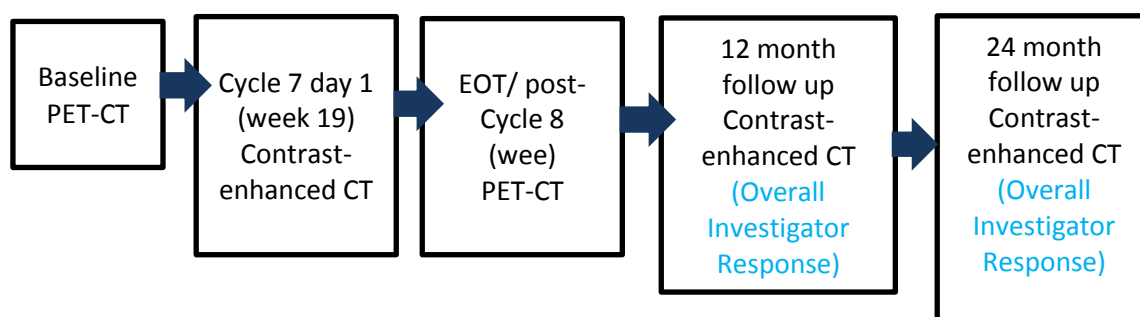 Baseline
PET-CT
Cycle 7 day 1
(week 19)
Contrast-
enhanced CT
EOT/ post-
Cycle 8
(wee)
PET-CT
12 month
follow up
Contrast-
enhanced CT
(Overall
Investigator
Response)
24 month
follow up
Contrast-
enhanced CT
(Overall
Investigator
Response)